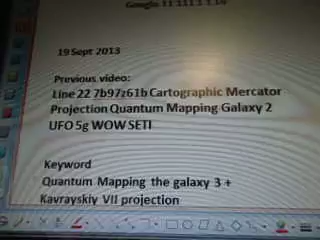 19 Sept 2013
Previous video:
Line 22 7b97z61b Cartographic Mercator
Projection Quantum Mapping Galaxy 2
UFO 5g WOW SETI
Keyword
Quantum Mapping the galaxy 3 +
Kavrayskiy VII projection